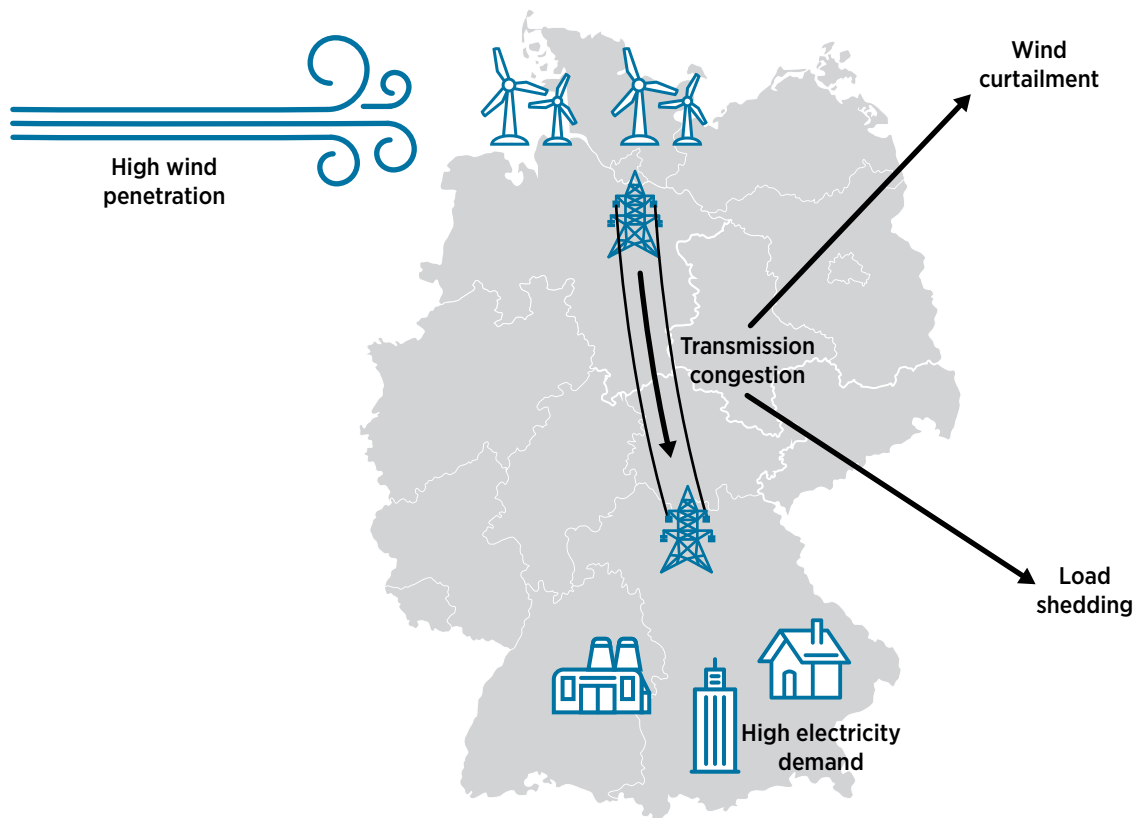 Wind
curtailment
High wind
penetration
Transmission
congestion
Load
shedding
High electricity
demand